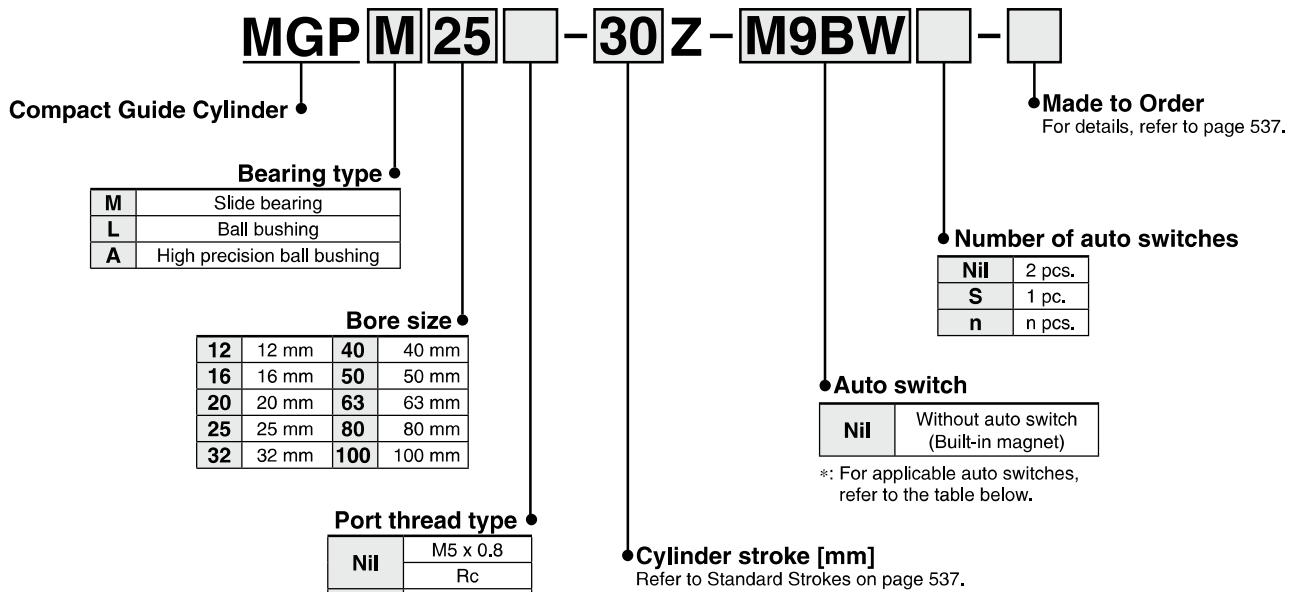 MGP M 25 - 30 Z - M9BW -
Compact Guide Cylinder
Made to Order
For details, refer to page 537.
Bearing type
M Slide bearing
L Ball bushing
A High precision ball bushing
Number of auto switches
Nil 2 pcs.
S 1 pc.
n n pcs.
Bore size
12 12 mm 40 40 mm
16 16 mm 50 50 mm
20 20 mm 63 63 mm
25 25 mm 80 80 mm
32 32 mm 100 100 mm
Auto switch
Nil Without auto switch
(Built-in magnet)
*: For applicable auto switches,
refer to the table below.
Port thread type
Nil M5 x 0.8
Rc
Cylinder stroke [mm]
Refer to Standard Strokes on page 537.